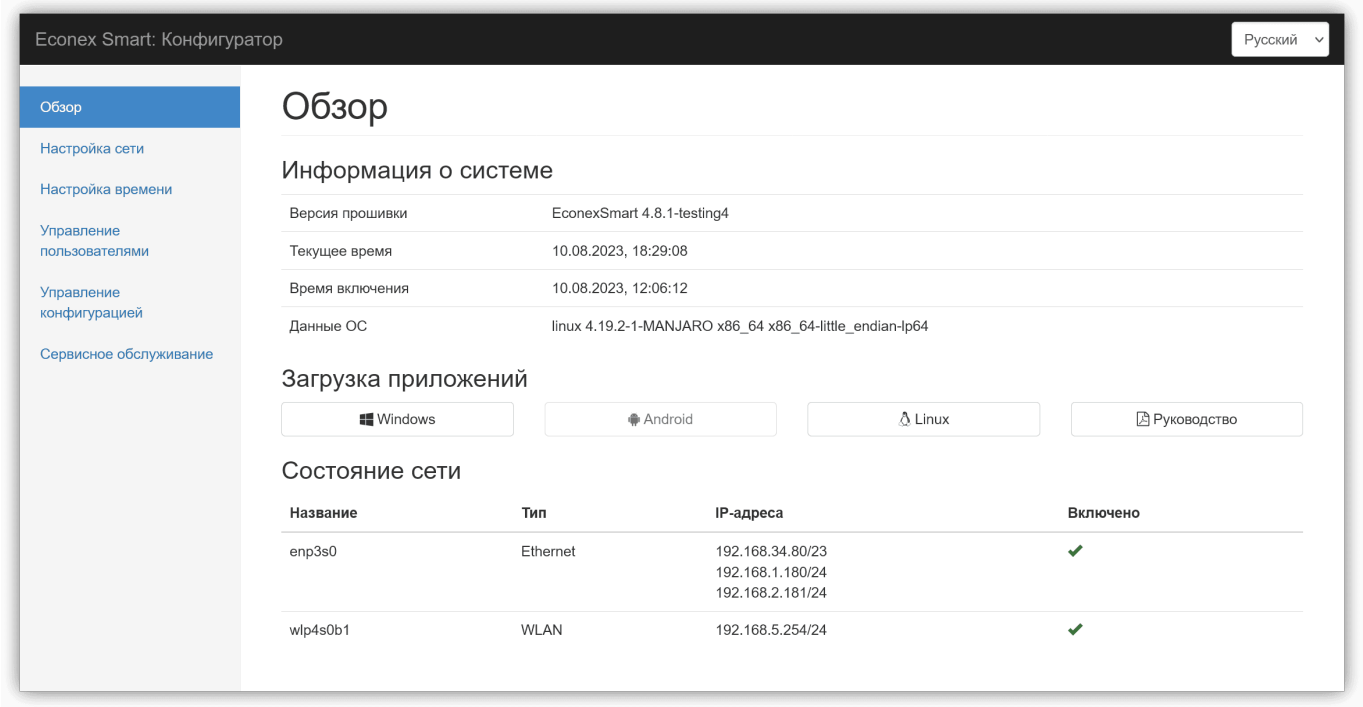 Econex Smart: Конфигуратор
Русский
Обзор
Настройка сети
Настройка времени
Управление
пользователями
Управление
конфигурацией
Сервисное обслуживание
Обзор
Информация о системе
Версия прошивки EconexSmart 4.8.1-testing4
Текущее время 10.08.2023, 18:29:08
Время включения 10.08.2023, 12:06:12
Данные ОС linux 4.19.2-1-MANJARO x86_64 x86_64-little_endian-lp64
Загрузка приложений
Windows Android Linux Руководство
Состояние сети
Название Тип IP-адреса Включено
enp3s0 Ethernet 192.168.34.80/23
192.168.1.180/24
192.168.2.181/24
wlp4s0b1 WLAN 192.168.5.254/24